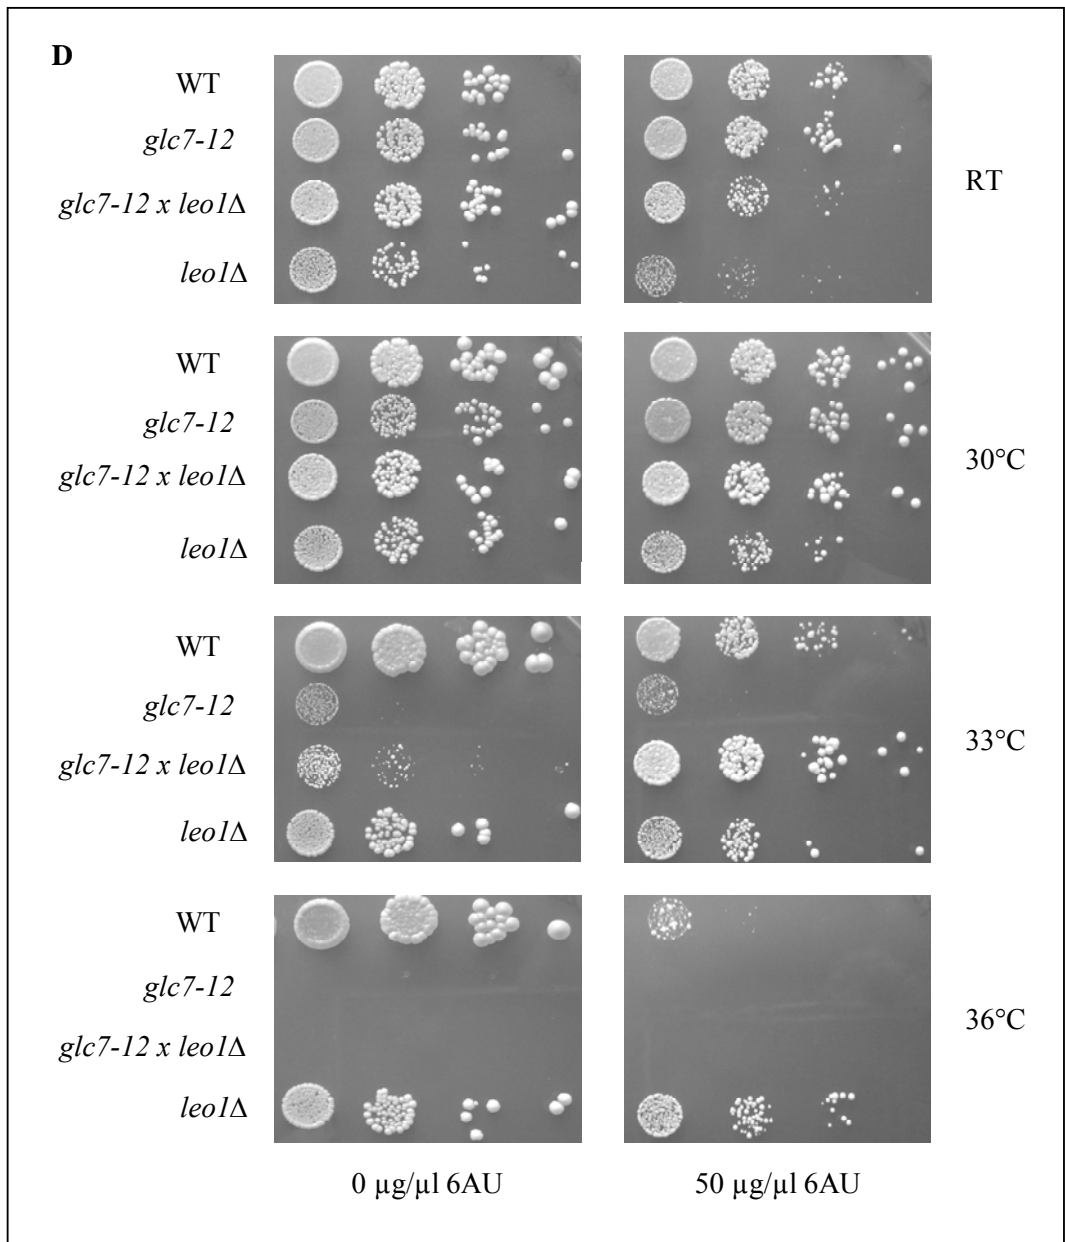 D
WT
glc7-12
glc7-12 x leo1Δ
leo1Δ
RT
WT
glc7-12
glc7-12 x leo1Δ
leo1Δ
30°C
WT
glc7-12
glc7-12 x leo1Δ
leo1Δ
33°C
WT
glc7-12
glc7-12 x leo1Δ
leo1Δ
36°C
0 µg/µl 6AU
50 µg/µl 6AU